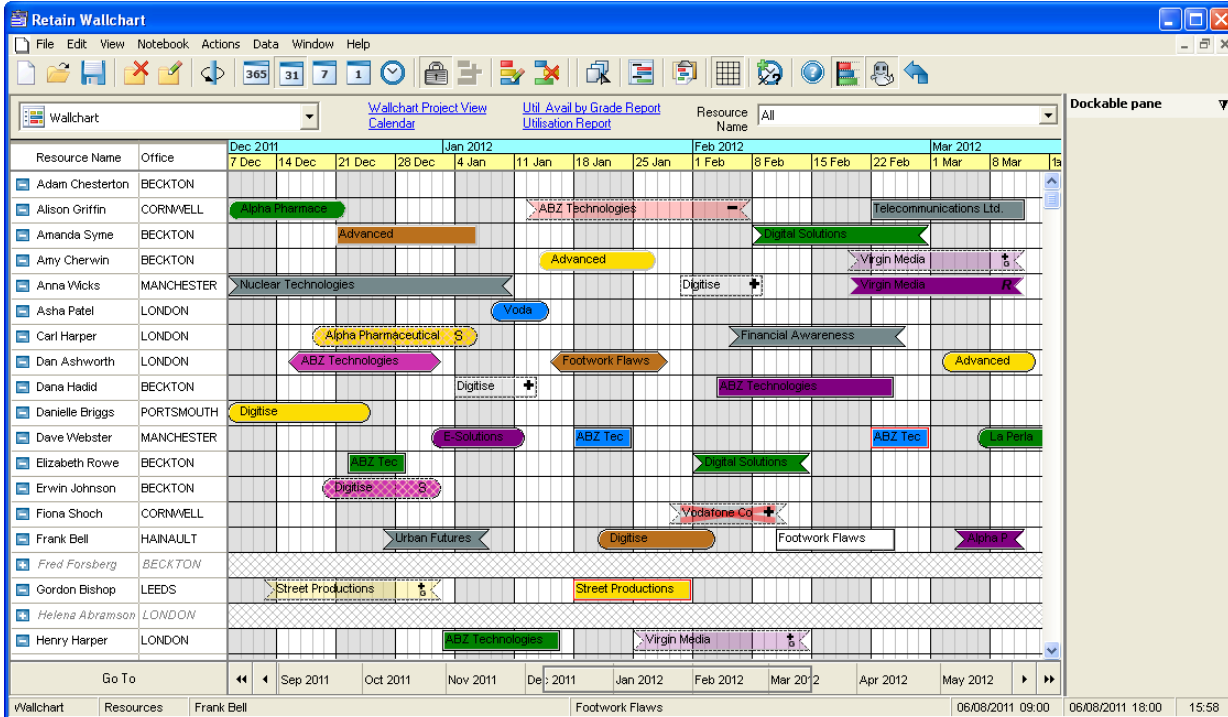 Retain Wallchart
File Edit View Notebook Actions Data Window Help
365 31 7 1
Wallchart
Wallchart Project View
Calendar
Util Avail by Grade Report
Utilisation Report
Resource Name
All
Dockable pane
Resource Name Office
Dec 2011 Jan 2012 Feb 2012 Mar 2012
7 Dec 14 Dec 21 Dec 28 Dec 4 Jan 11 Jan 18 Jan 25 Jan 1 Feb 8 Feb 15 Feb 22 Feb 1 Mar 8 Mar
Adam Chesterton BECKTON
Alison Griffin CORNWELL Alpha Pharmace ABZ Technologies Telecommunications Ltd.
Amanda Syme BECKTON Advanced Digital Solutions
Amy Cherwin BECKTON Advanced Virgin Media G
Anna Wicks MANCHESTER Nuclear Technologies Digitise Virgin Media R
Asha Patel LONDON Voda
Carl Harper LONDON Alpha Pharmaceutical S Financial Awareness
Dan Ashworth LONDON ABZ Technologies Footwork Flaws Advanced
Dana Hadid BECKTON Digitise ABZ Technologies
Danielle Briggs PORTSMOUTH Digitise
Dave Webster MANCHESTER E-Solutions ABZ Tec ABZ Tec La Perla
Elizabeth Rowe BECKTON ABZ Tec Digital Solutions
Erwin Johnson BECKTON Digitise S
Fiona Shoch CORNWELL Vodafone Co
Frank Bell HAINAULT Urban Futures Digitise Footwork Flaws Alpha P
Fred Forsberg BECKTON
Gordon Bishop LEEDS Street Productions G Street Productions
Helena Abramson LONDON
Henry Harper LONDON ABZ Technologies Virgin Media G
Go To Sep 2011 Oct 2011 Nov 2011 Dec 2011 Jan 2012 Feb 2012 Mar 2012 Apr 2012 May 2012
Wallchart Resources Frank Bell Footwork Flaws 06/08/2011 09:00 06/08/2011 18:00 15:58